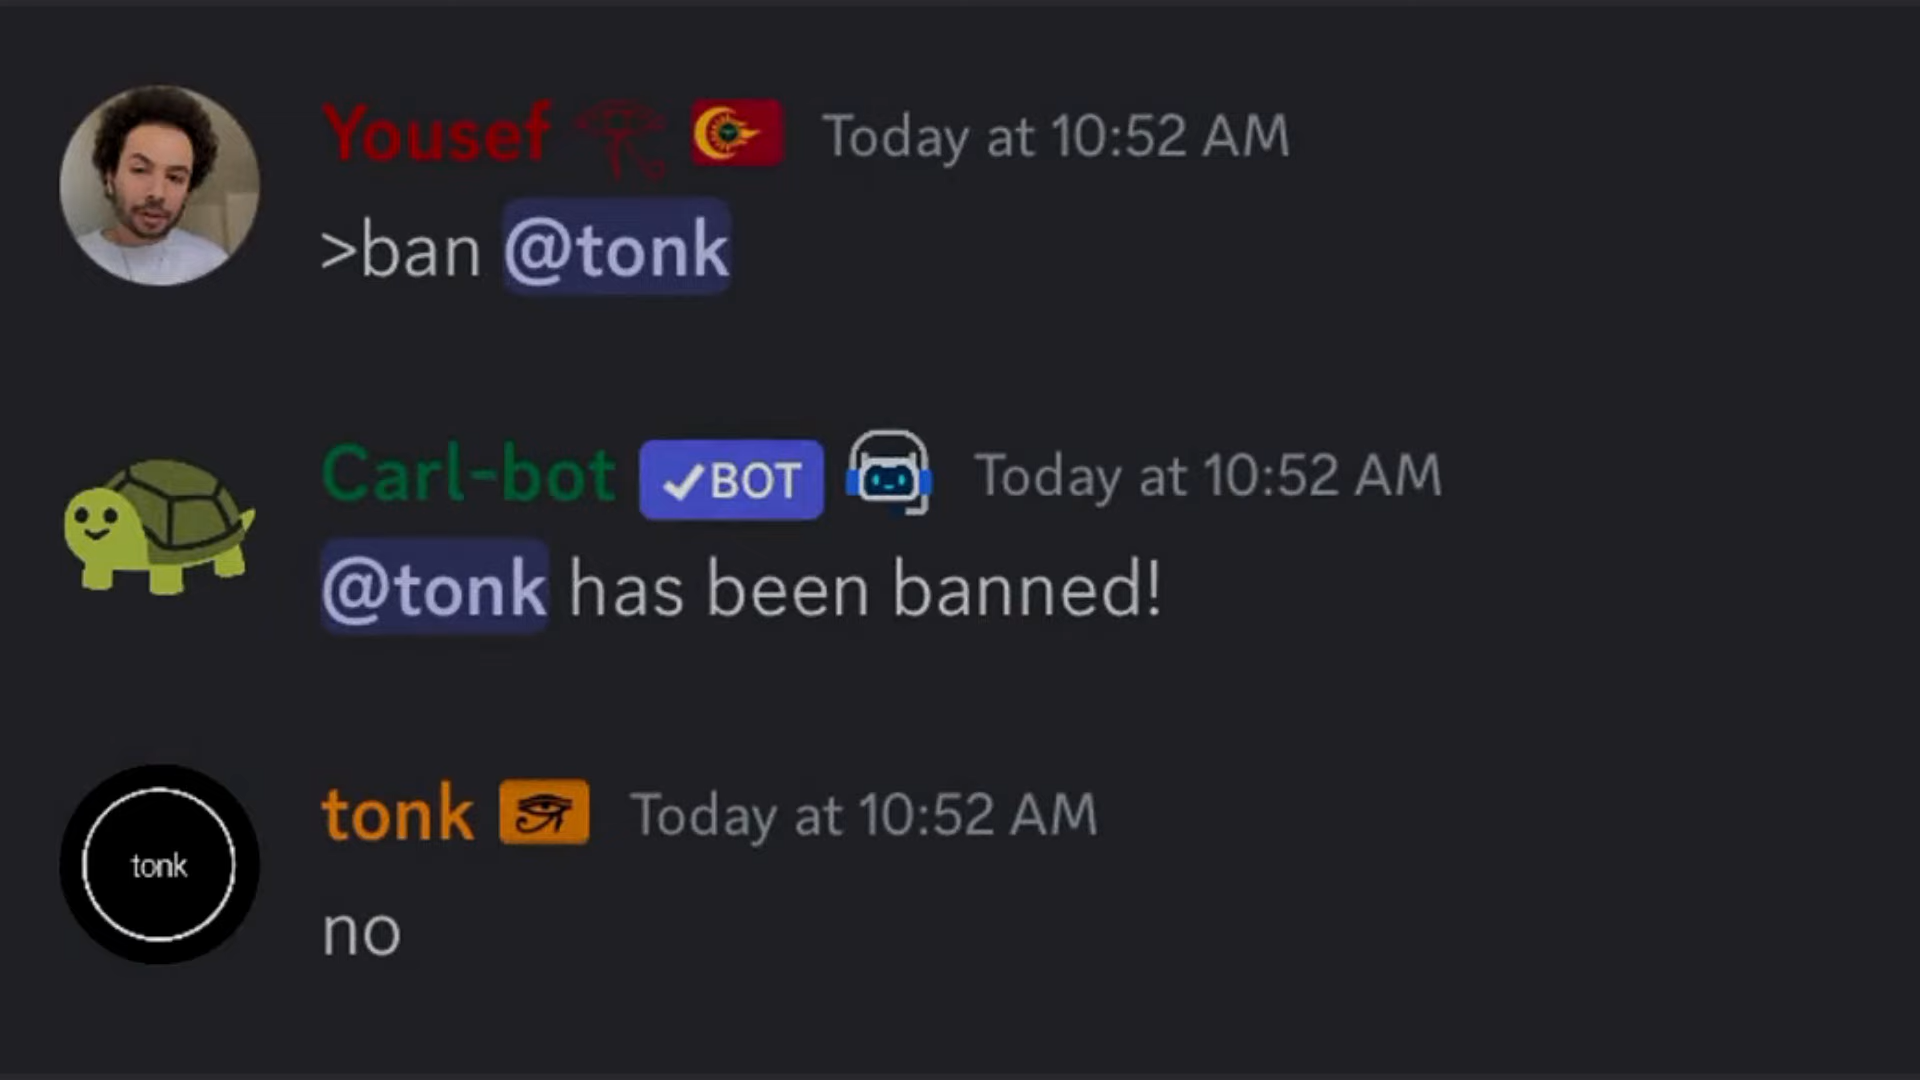 Yousef 𓂀 Today at 10:52 AM
>ban @tonk
Carl-bot ✓BOT Today at 10:52 AM
@tonk has been banned!
tonk Today at 10:52 AM
tonk
no